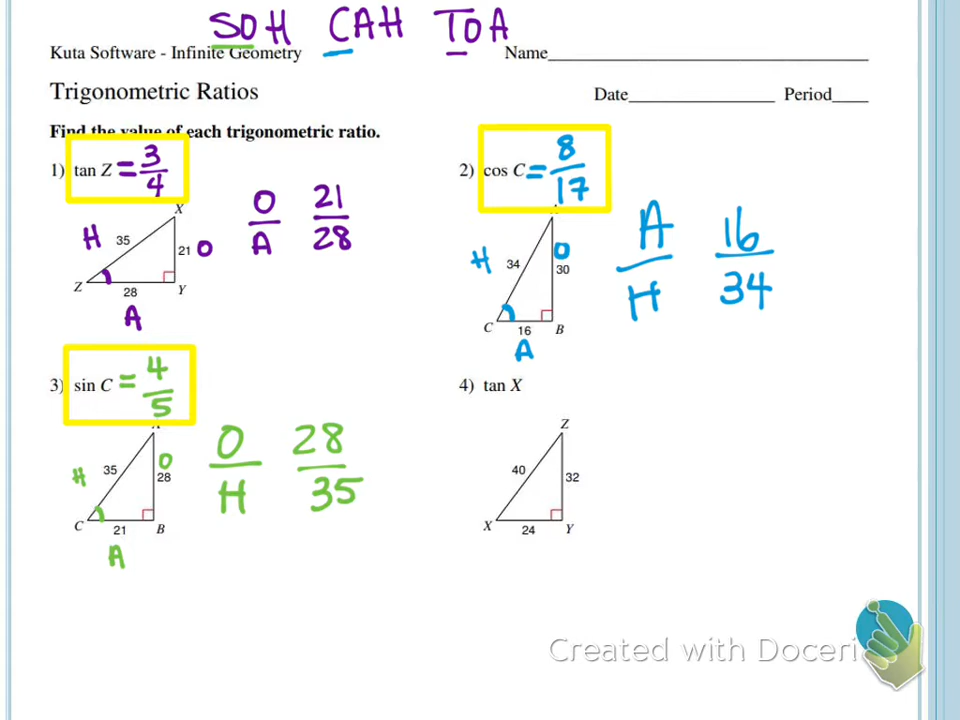 SOH CAH TOA
Kuta Software - Infinite Geometry Name
Trigonometric Ratios Date Period
Find the value of each trigonometric ratio.
1) tan Z = 3/4
X
H 35 21 O
Z 28 Y
A
O/A 21/28
2) cos C = 8/17
H 34 O 30
C 16 B
A
A/H 16/34
3) sin C = 4/5
H 35 O 28
C 21 B
A
O/H 28/35
4) tan X
Z
40 32
X 24 Y
Created with Doceri